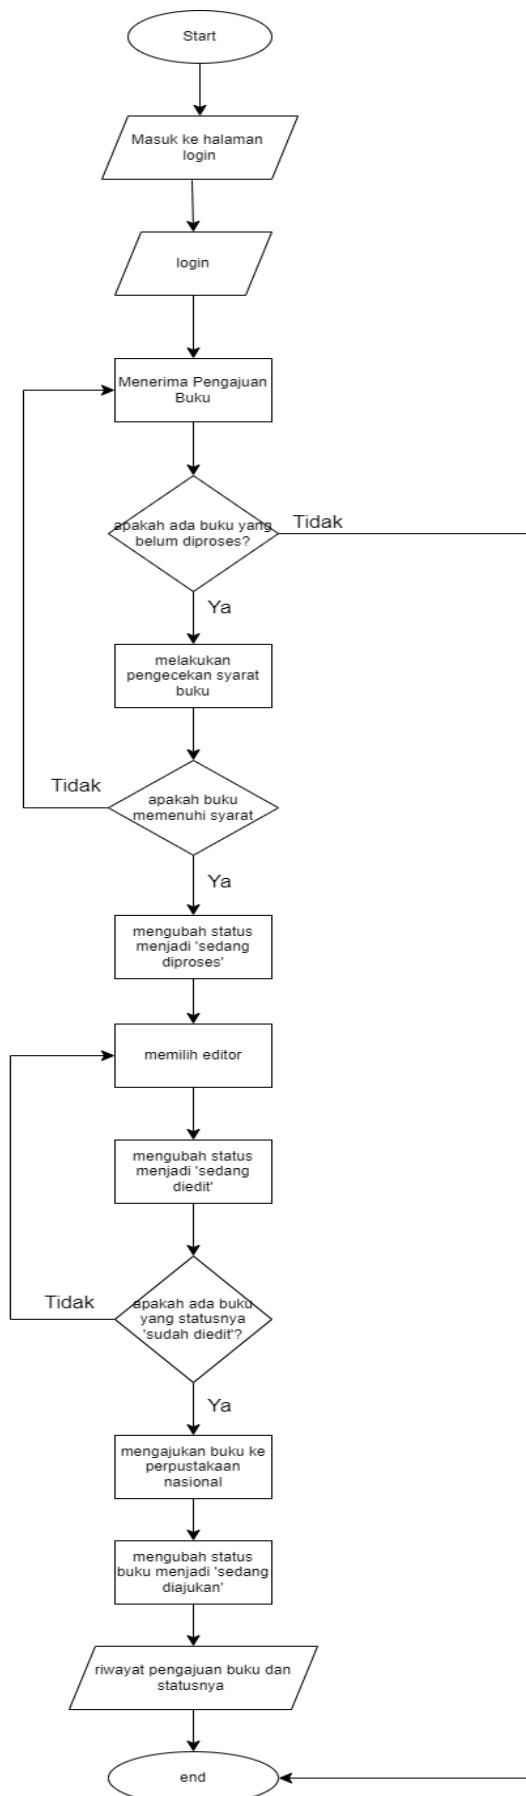 Start
Masuk ke halaman
login
login
Menerima Pengajuan
Buku
apakah ada buku yang
belum diproses?
Tidak
Ya
melakukan
pengecekan syarat
buku
Tidak
apakah buku
memenuhi syarat
Ya
mengubah status
menjadi 'sedang
diproses'
memilih editor
mengubah status
menjadi 'sedang
diedit'
Tidak
apakah ada buku
yang statusnya
'sudah diedit'?
Ya
mengajukan buku ke
perpustakaan
nasional
mengubah status
buku menjadi 'sedang
diajukan'
riwayat pengajuan buku dan
statusnya
end